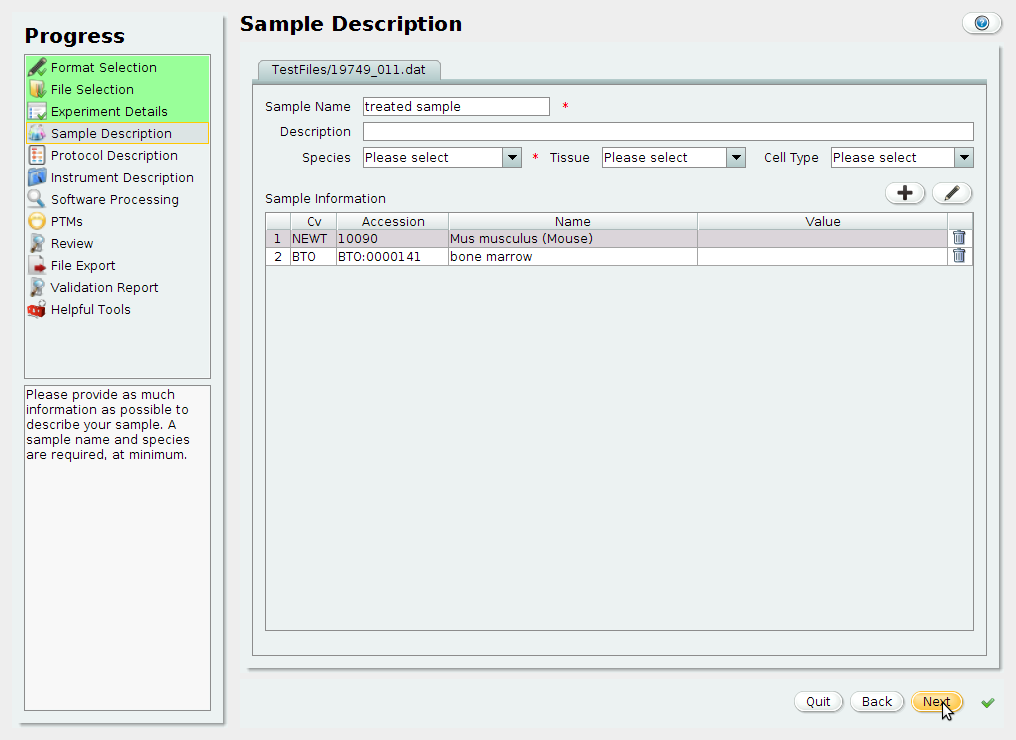 Progress
Format Selection
File Selection
Experiment Details
Sample Description
Protocol Description
Instrument Description
Software Processing
PTMs
Review
File Export
Validation Report
Helpful Tools
Please provide as much
information as possible to
describe your sample. A
sample name and species
are required, at minimum.
Sample Description
TestFiles/19749_011.dat
Sample Name treated sample *
Description
Species Please select * Tissue Please select Cell Type Please select
Sample Information
Cv Accession Name Value
1 NEWT 10090 Mus musculus (Mouse)
2 BTO BTO:0000141 bone marrow
Quit Back Next